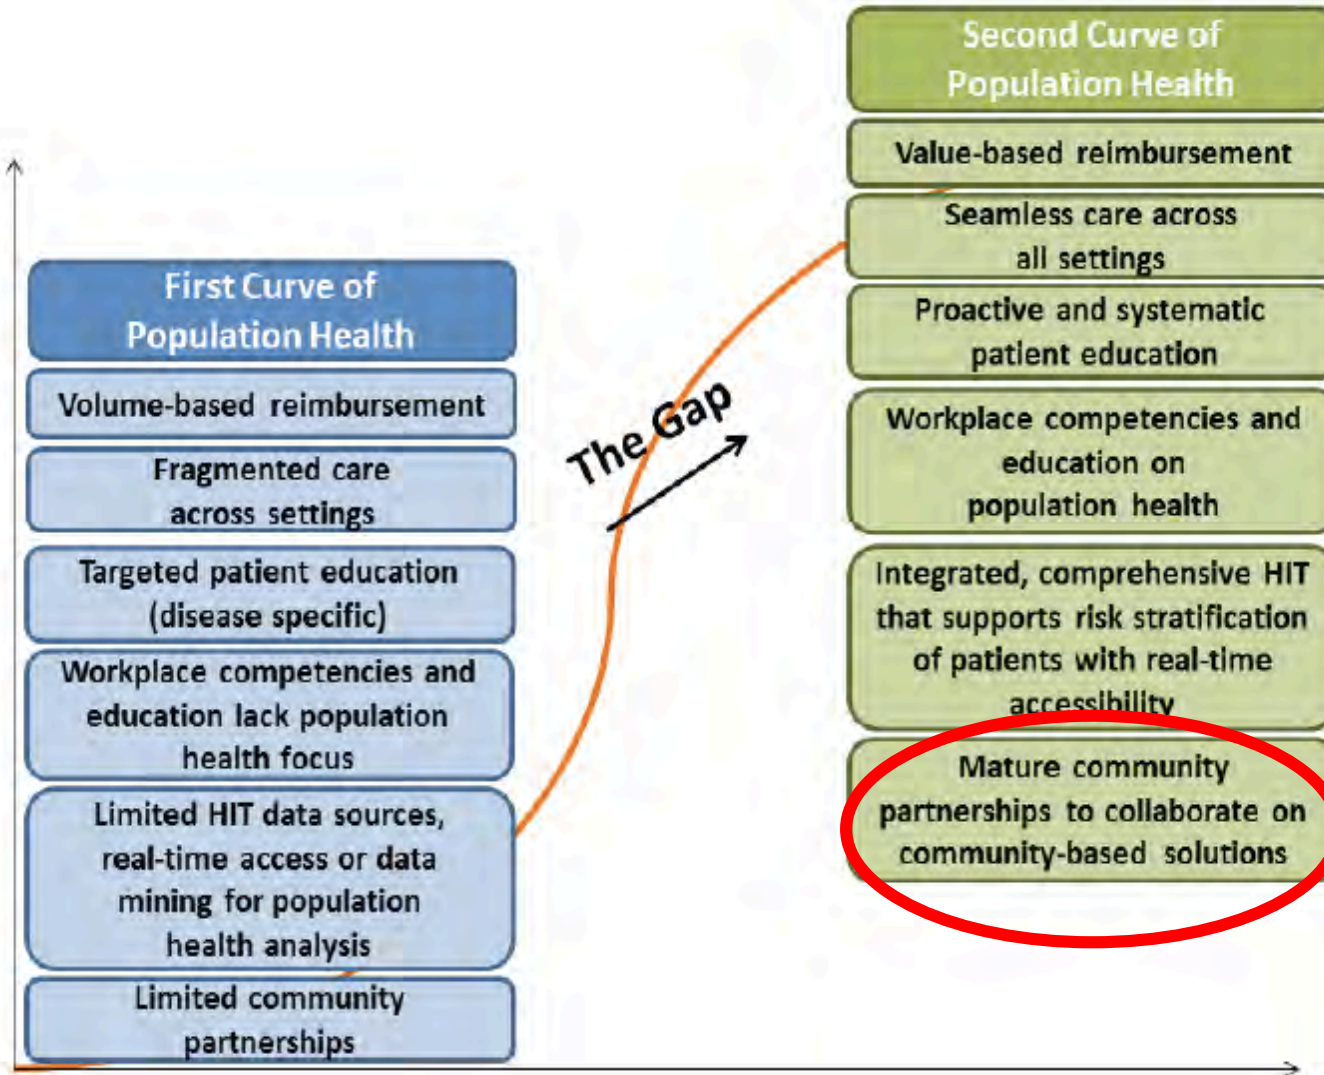 First Curve of
Population Health
Volume-based reimbursement
Fragmented care
across settings
Targeted patient education
(disease specific)
Workplace competencies and
education lack population
health focus
Limited HIT data sources,
real-time access or data
mining for population
health analysis
Limited community
partnerships
The Gap
Second Curve of
Population Health
Value-based reimbursement
Seamless care across
all settings
Proactive and systematic
patient education
Workplace competencies and
education on
population health
Integrated, comprehensive HIT
that supports risk stratification
of patients with real-time
accessibility
Mature community
partnerships to collaborate on
community-based solutions